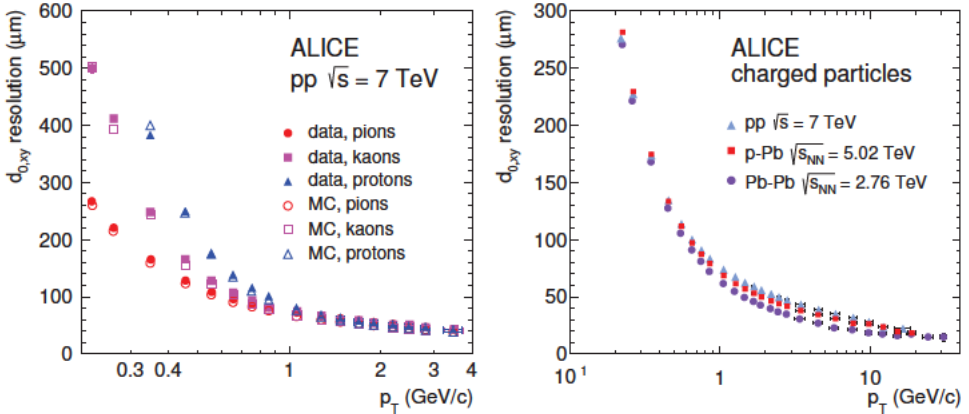 d0,xy resolution (μm)
600
500
400
300
200
100
0
ALICE
pp √s = 7 TeV
data, pions
data, kaons
data, protons
MC, pions
MC, kaons
MC, protons
0.3 0.4 1 2 3 4
pT (GeV/c)
d0,xy resolution (μm)
300
250
200
150
100
50
0
ALICE
charged particles
pp √s = 7 TeV
p-Pb √sNN = 5.02 TeV
Pb-Pb √sNN = 2.76 TeV
10¹ 1 10
pT (GeV/c)